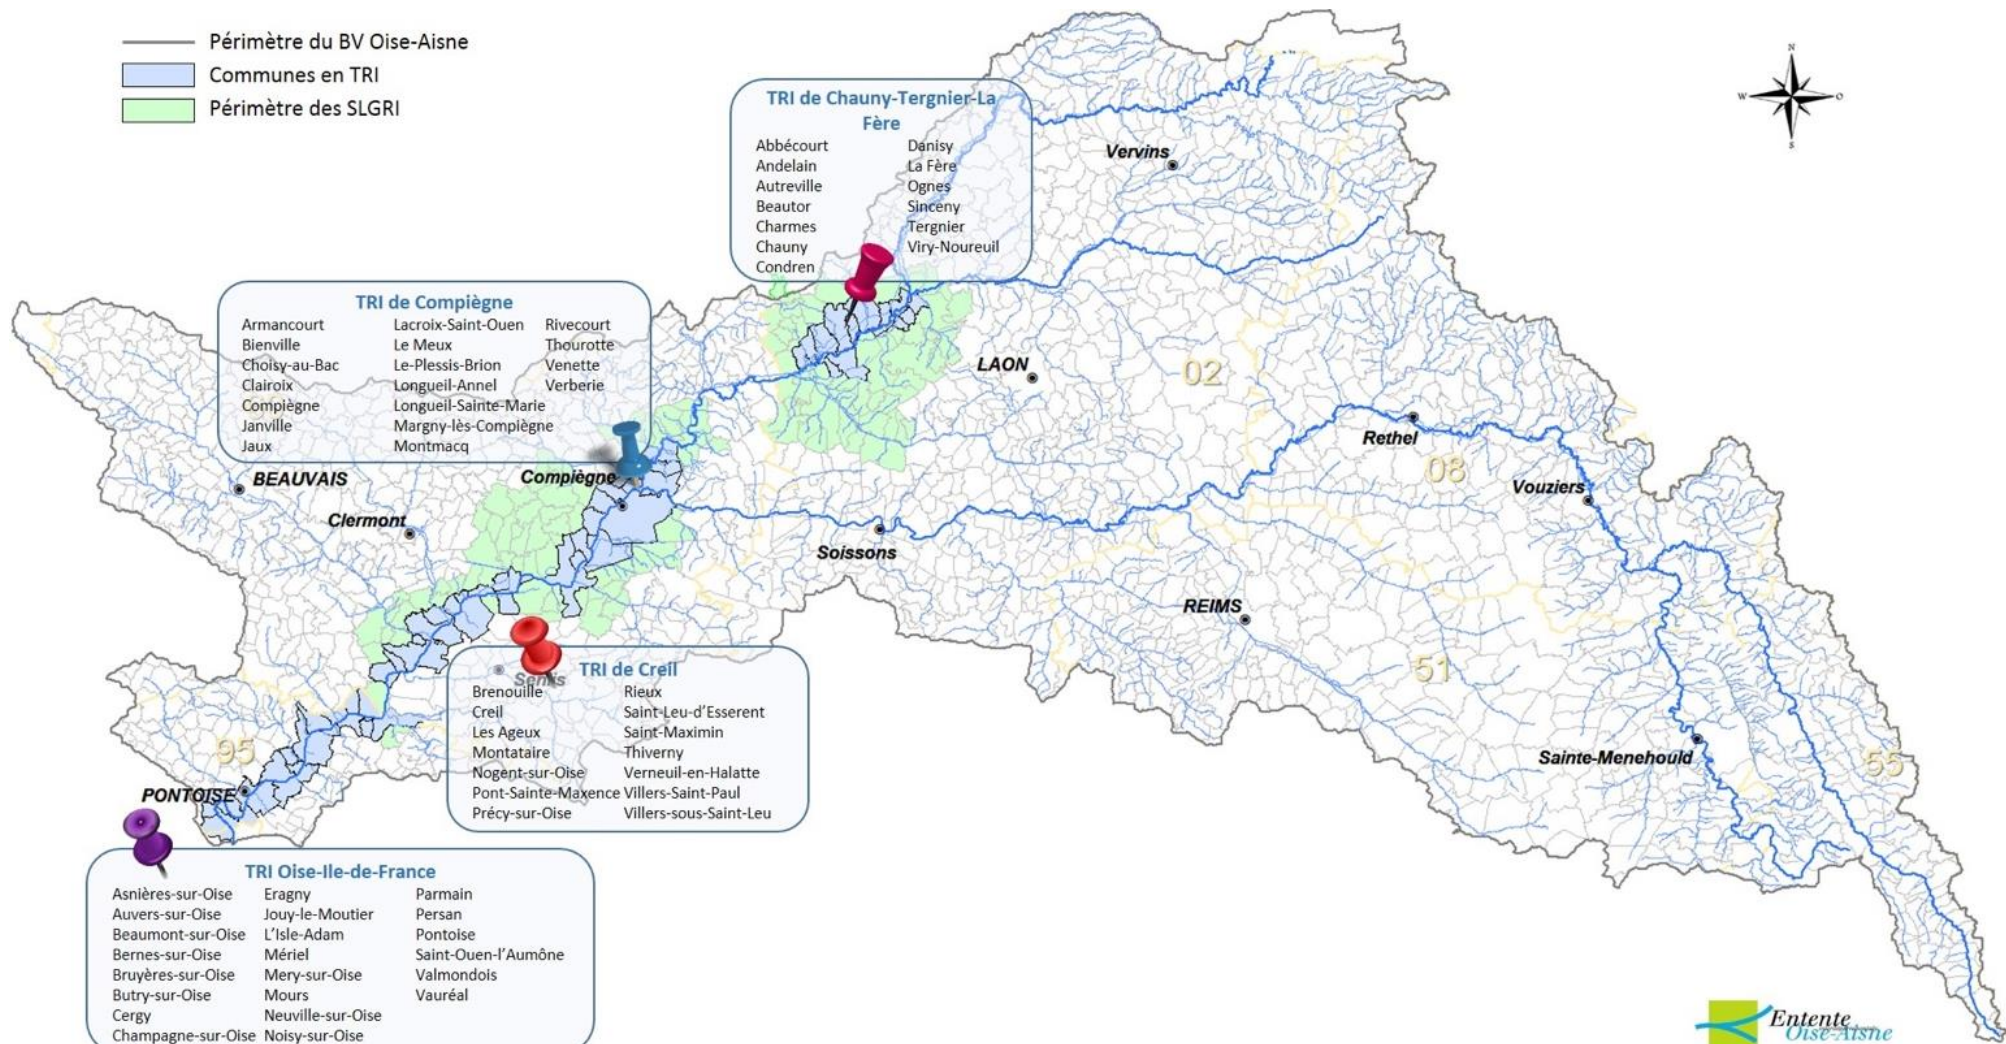 Périmètre du BV Oise-Aisne
Communes en TRI
Périmètre des SLGRI
N
W
O
S
TRI de Chauny-Tergnier-La
Fère
Abbécourt
Andelain
Autreville
Beautor
Charmes
Chauny
Condren
Danisy
La Fère
Ognes
Sinceny
Tergnier
Viry-Noureuil
Vervins
TRI de Compiègne
Armancourt
Bienville
Choisy-au-Bac
Clairoix
Compiègne
Janville
Jaux
Lacroix-Saint-Ouen
Le Meux
Le-Plessis-Brion
Longueil-Annel
Longueil-Sainte-Marie
Margny-lès-Compiègne
Montmacq
Rivecourt
Thourotte
Venette
Verberie
LAON
02
Rethel
08
Vouziers
BEAUVAIS
Compiègne
Clermont
Soissons
REIMS
51
Sainte-Menehould
55
Senlis
TRI de Creil
Brenouille
Creil
Les Ageux
Montataire
Nogent-sur-Oise
Pont-Sainte-Maxence
Précy-sur-Oise
Rieux
Saint-Leu-d'Esserent
Saint-Maximin
Thiverny
Verneuil-en-Halatte
Villers-Saint-Paul
Villers-sous-Saint-Leu
95
PONTOISE
TRI Oise-Ile-de-France
Asnières-sur-Oise
Auvers-sur-Oise
Beaumont-sur-Oise
Bernes-sur-Oise
Bruyères-sur-Oise
Butry-sur-Oise
Cergy
Champagne-sur-Oise
Eragny
Jouy-le-Moutier
L'Isle-Adam
Mériel
Mery-sur-Oise
Mours
Neuville-sur-Oise
Noisy-sur-Oise
Parmain
Persan
Pontoise
Saint-Ouen-l'Aumône
Valmondois
Vauréal
Entente
Oise-Aisne